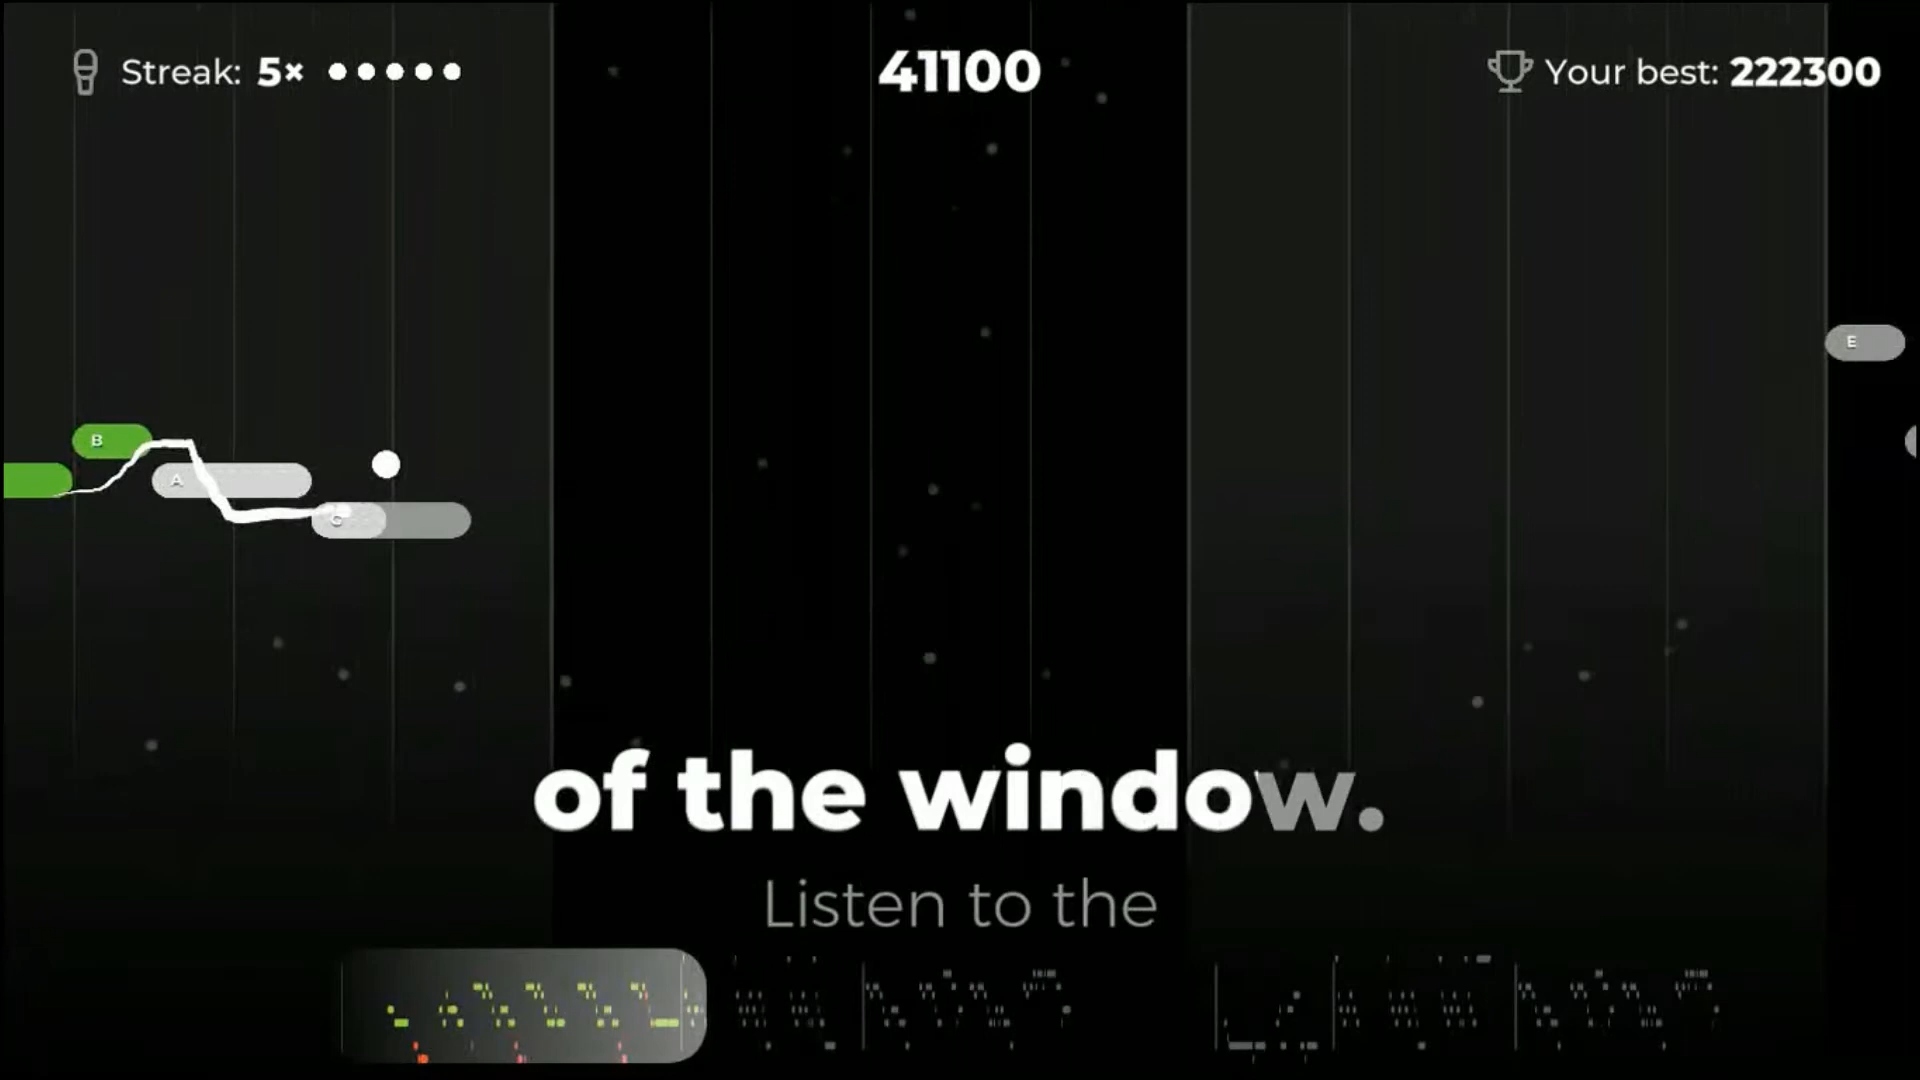 Streak: 5× 41100 Your best: 222300
E
B
A
G
of the window.
Listen to the